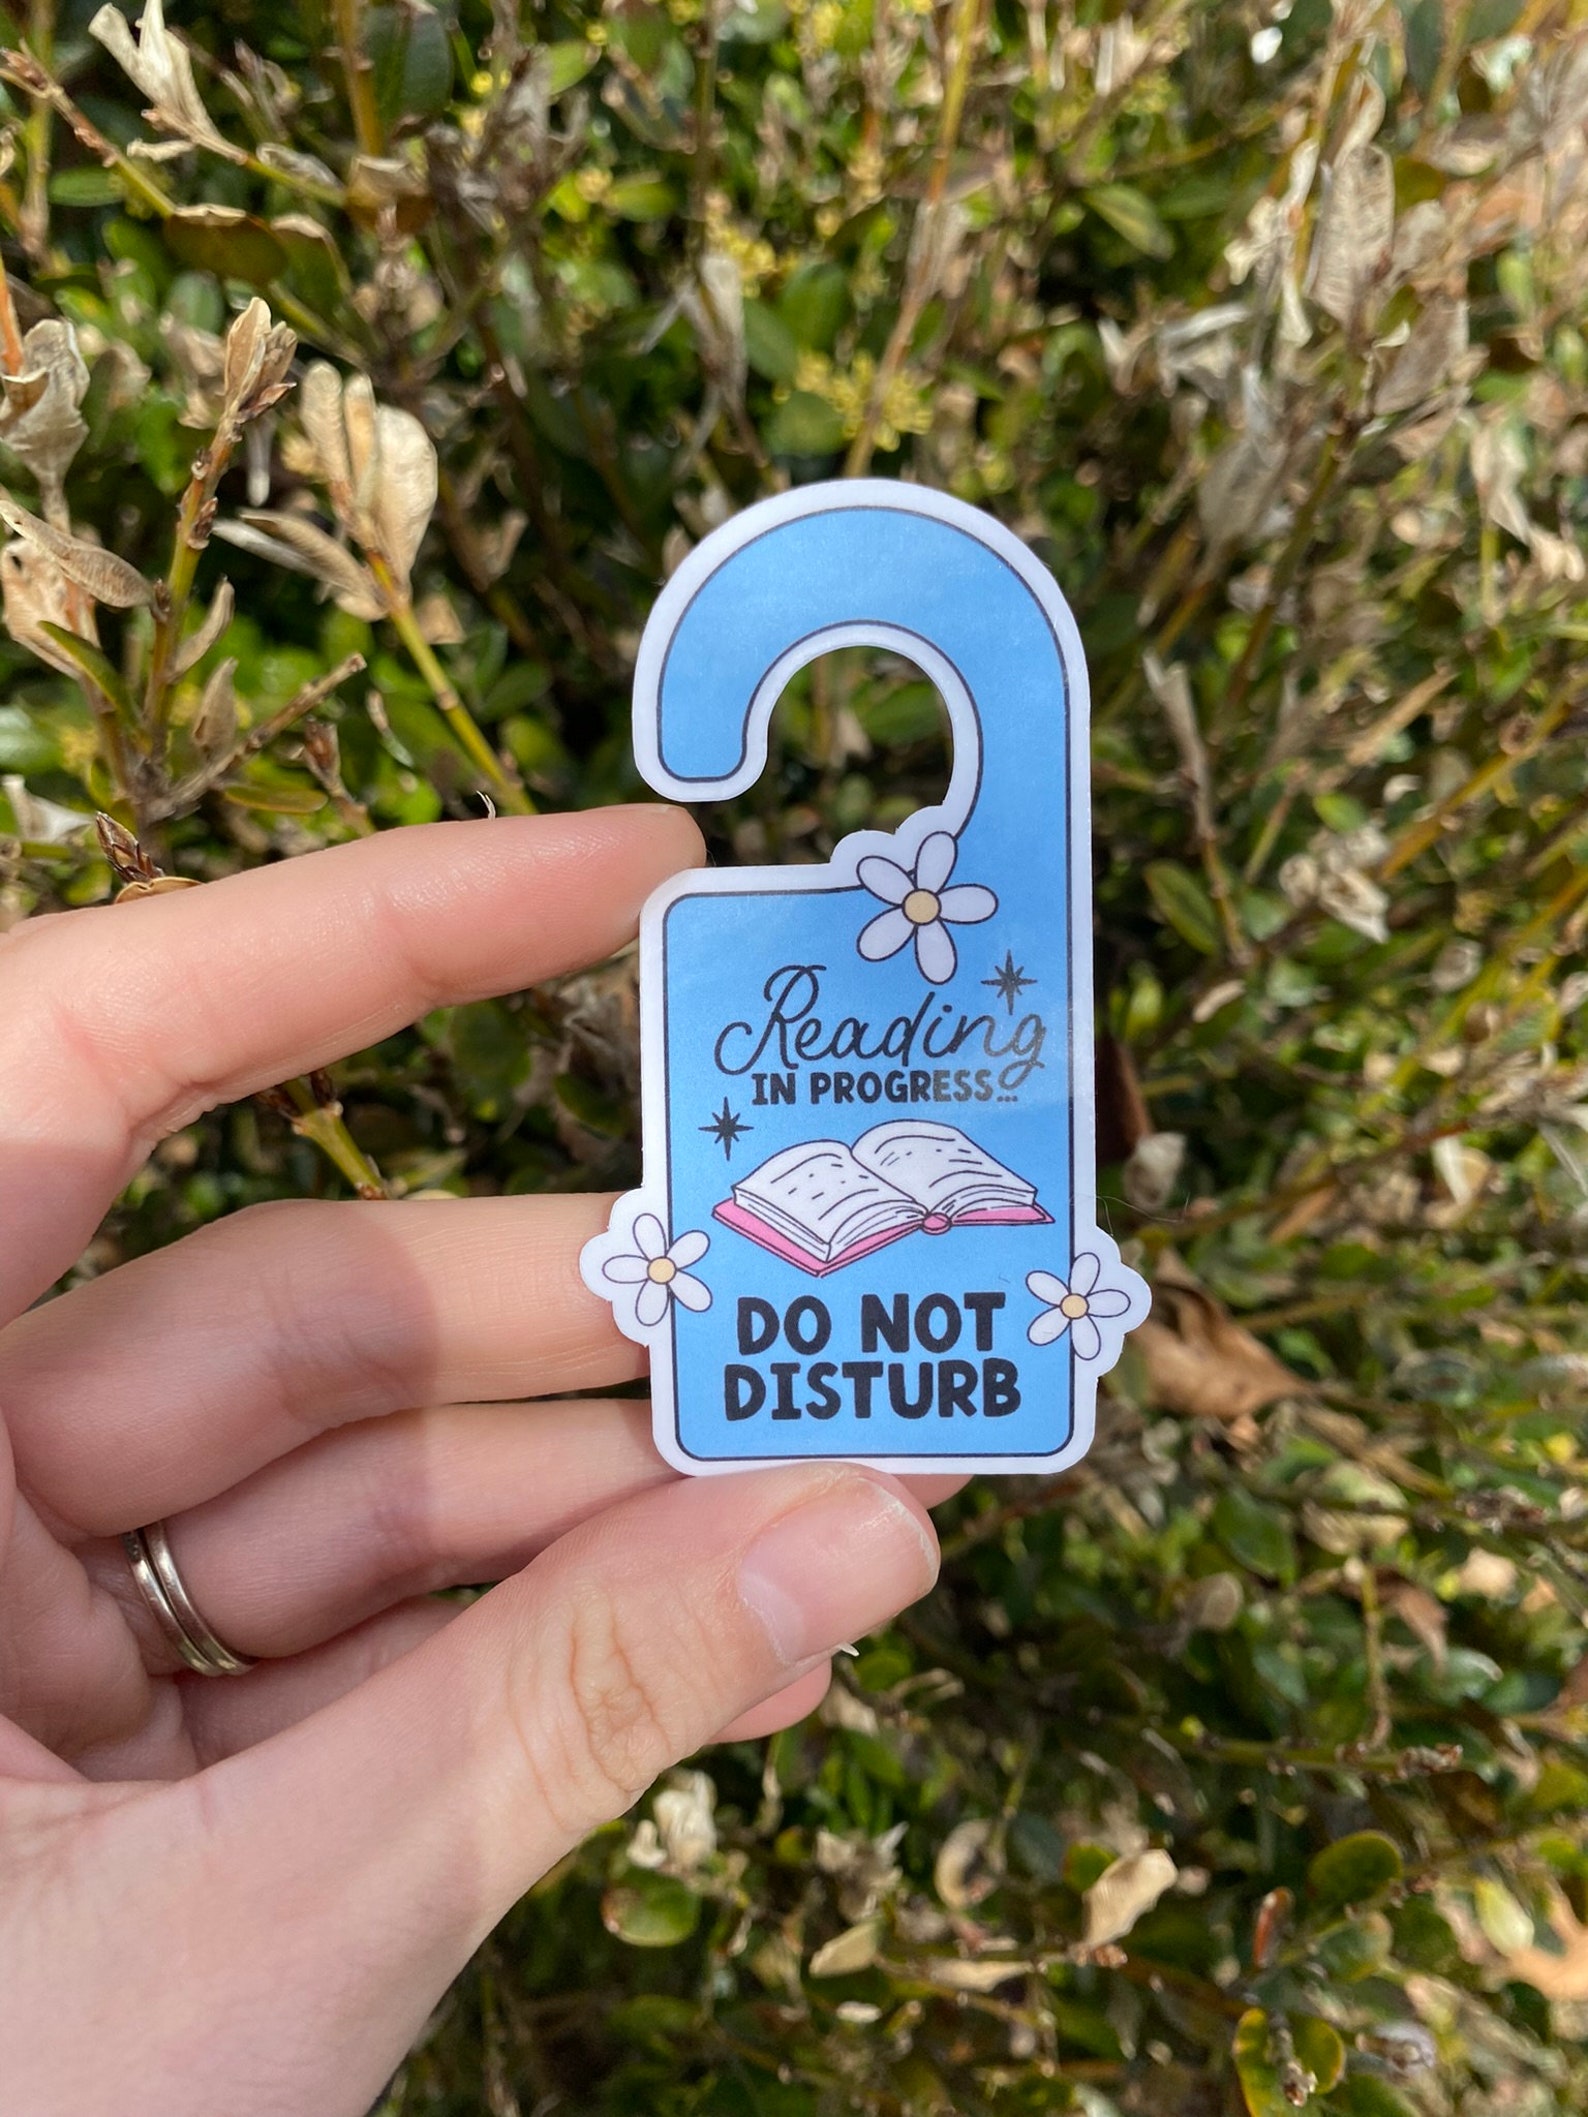 Reading
IN PROGRESS...
DO NOT
DISTURB